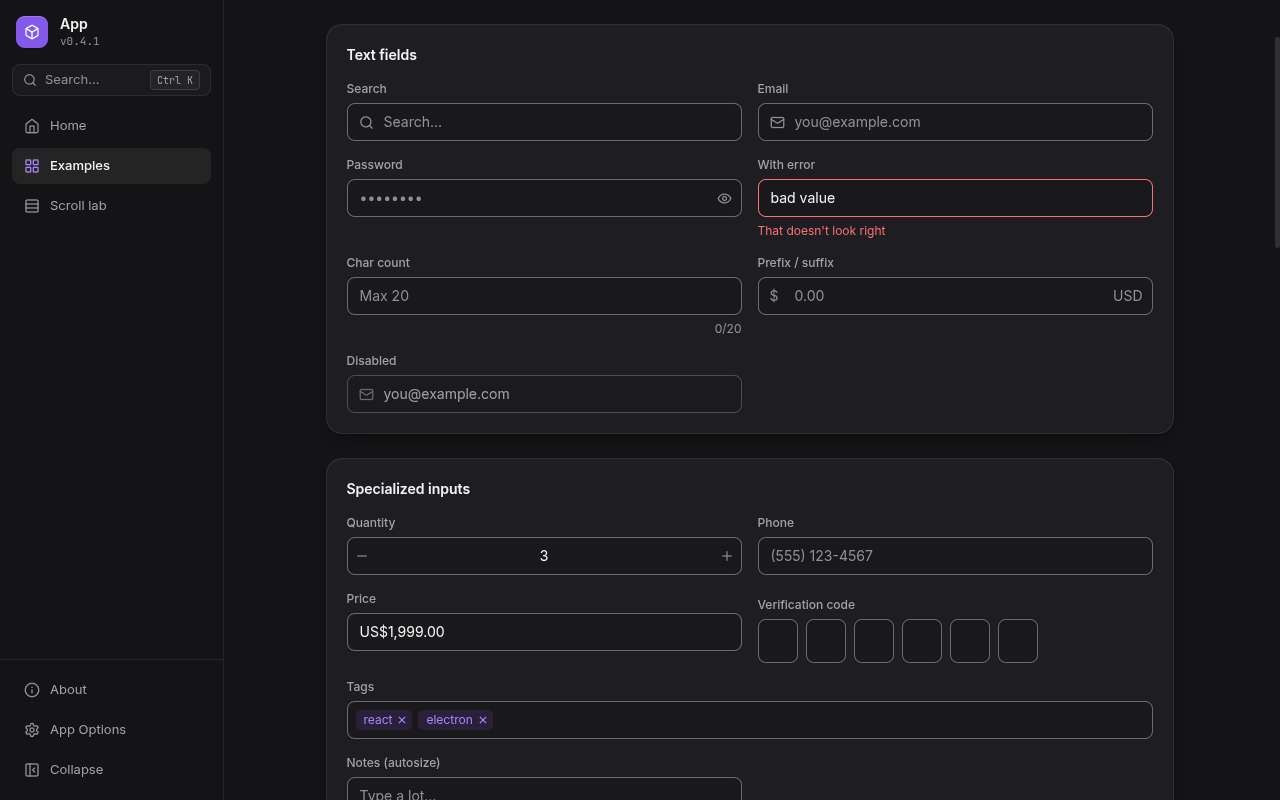 App
v0.4.1
Search...
Ctrl K
Home
Examples
Scroll lab
About
App Options
Collapse
Text fields
Search
Search...
Email
you@example.com
Password
••••••••
With error
bad value
That doesn't look right
Char count
Max 20
0/20
Prefix / suffix
$ 0.00 USD
Disabled
you@example.com
Specialized inputs
Quantity
3
Phone
(555) 123-4567
Price
US$1,999.00
Verification code
Tags
react
electron
Notes (autosize)
Type a lot...